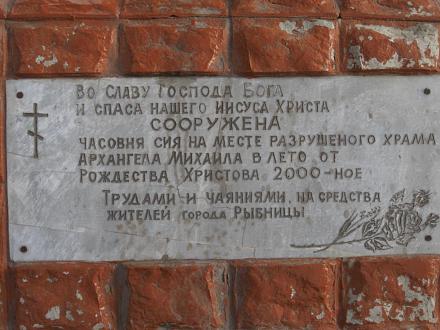 Во Славу Господа Бога
и Спаса нашего Иисуса Христа
СООРУЖЕНА
часовня сия на месте разрушеного храма
Архангела Михаила в лето от
Рождества Христова 2000-ное
Трудами и чаяниями, на средства
жителей города Рыбницы